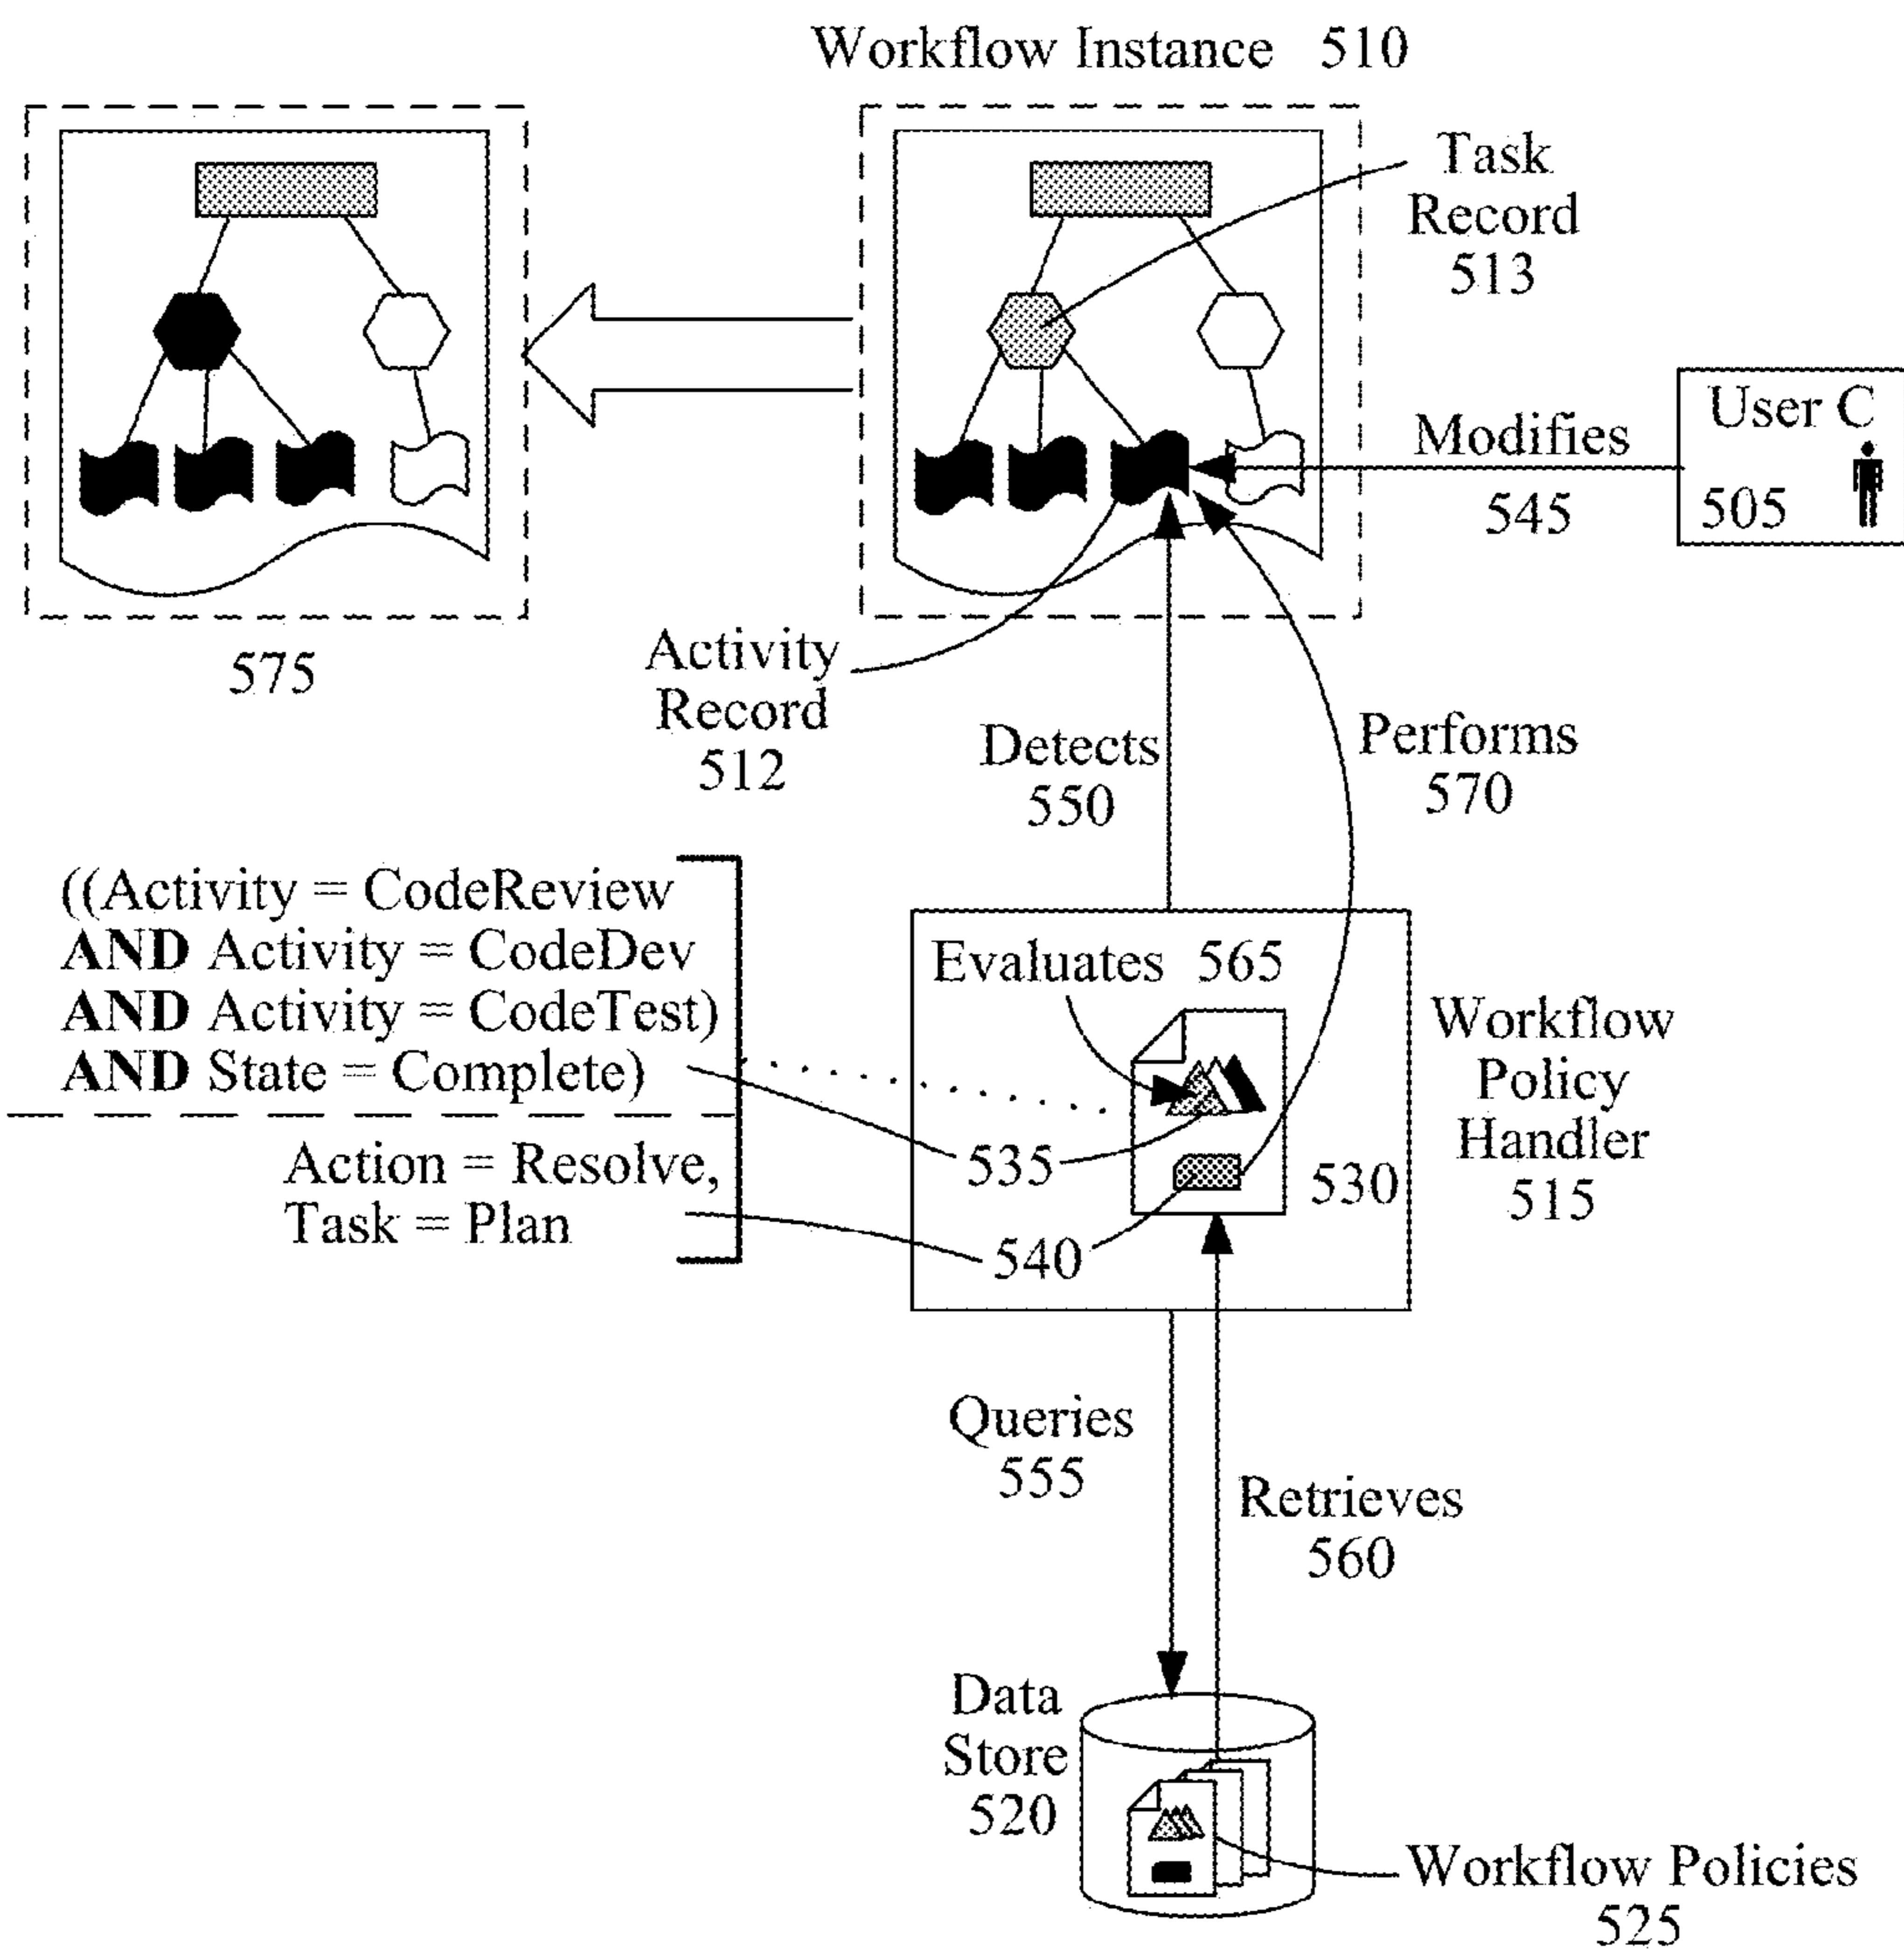 Workflow Instance 510
Task
Record
513
User C
505
Modifies
545
575
Activity
Record
512
Detects
550
Performs
570
((Activity = CodeReview
AND Activity = CodeDev
AND Activity = CodeTest)
AND State = Complete)
Action = Resolve,
Task = Plan
Evaluates 565
535
530
540
Workflow
Policy
Handler
515
Queries
555
Retrieves
560
Data
Store
520
Workflow Policies
525